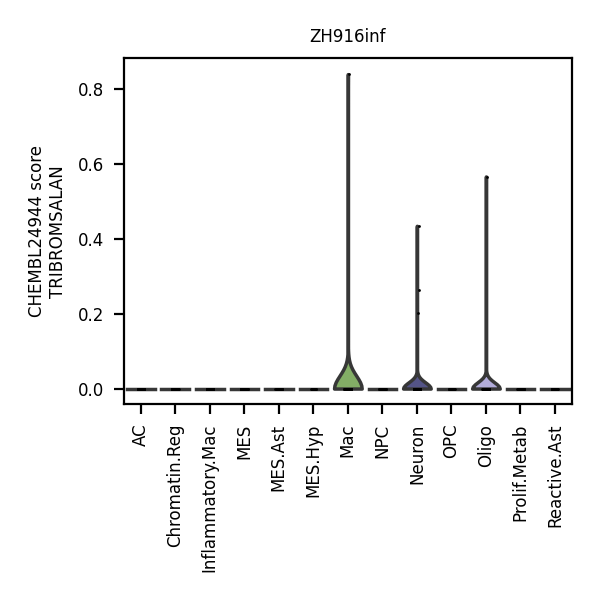 ZH916inf
CHEMBL24944 score
TRIBROMSALAN
0.8
0.6
0.4
0.2
0.0
AC
Chromatin.Reg
Inflammatory.Mac
MES
MES.Ast
MES.Hyp
Mac
NPC
Neuron
OPC
Oligo
Prolif.Metab
Reactive.Ast